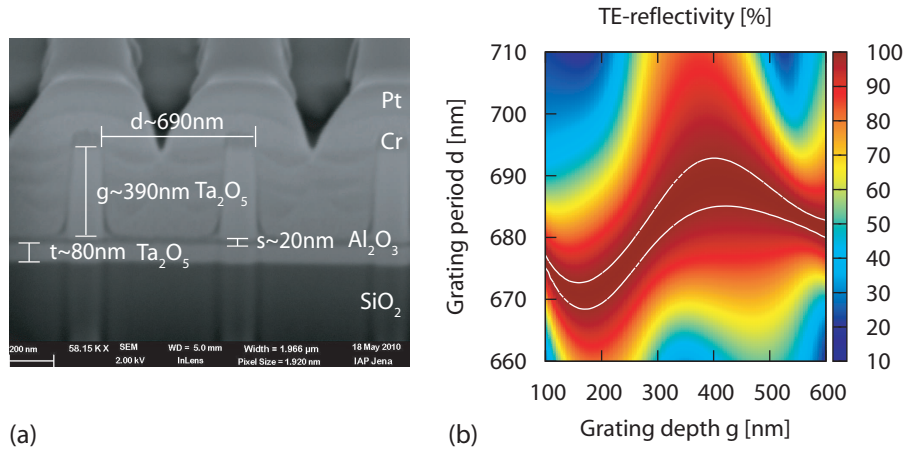 Pt
d~690nm
Cr
g~390nm Ta₂O₅
s~20nm Al₂O₃
t~80nm Ta₂O₅
SiO₂
200 nm 58.15 K X SEM WD = 5.0 mm Width = 1.966 µm 18 May 2010
2.00 kV InLens Pixel Size = 1.920 nm IAP Jena
(a)
TE-reflectivity [%]
Grating period d [nm]
710
700
690
680
670
660
100 200 300 400 500 600
Grating depth g [nm]
100
90
80
70
60
50
40
30
20
10
(b)